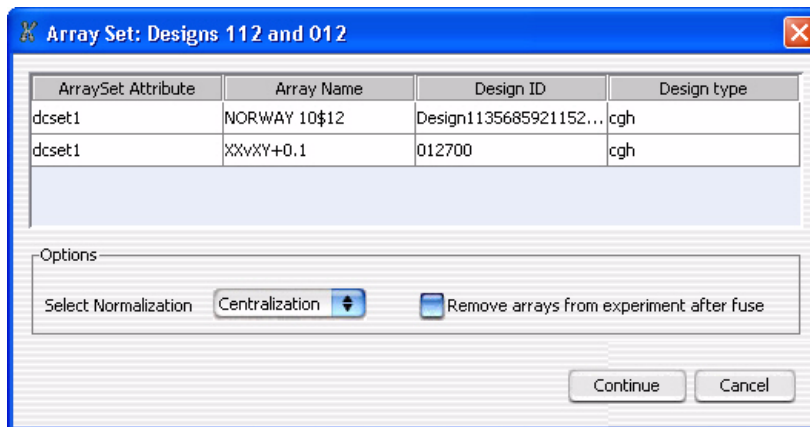 Array Set: Designs 112 and 012
ArraySet Attribute Array Name Design ID Design type
dcset1 NORWAY 10$12 Design1135685921152... cgh
dcset1 XXvXY+0.1 012700 cgh
Options
Select Normalization Centralization Remove arrays from experiment after fuse
Continue Cancel